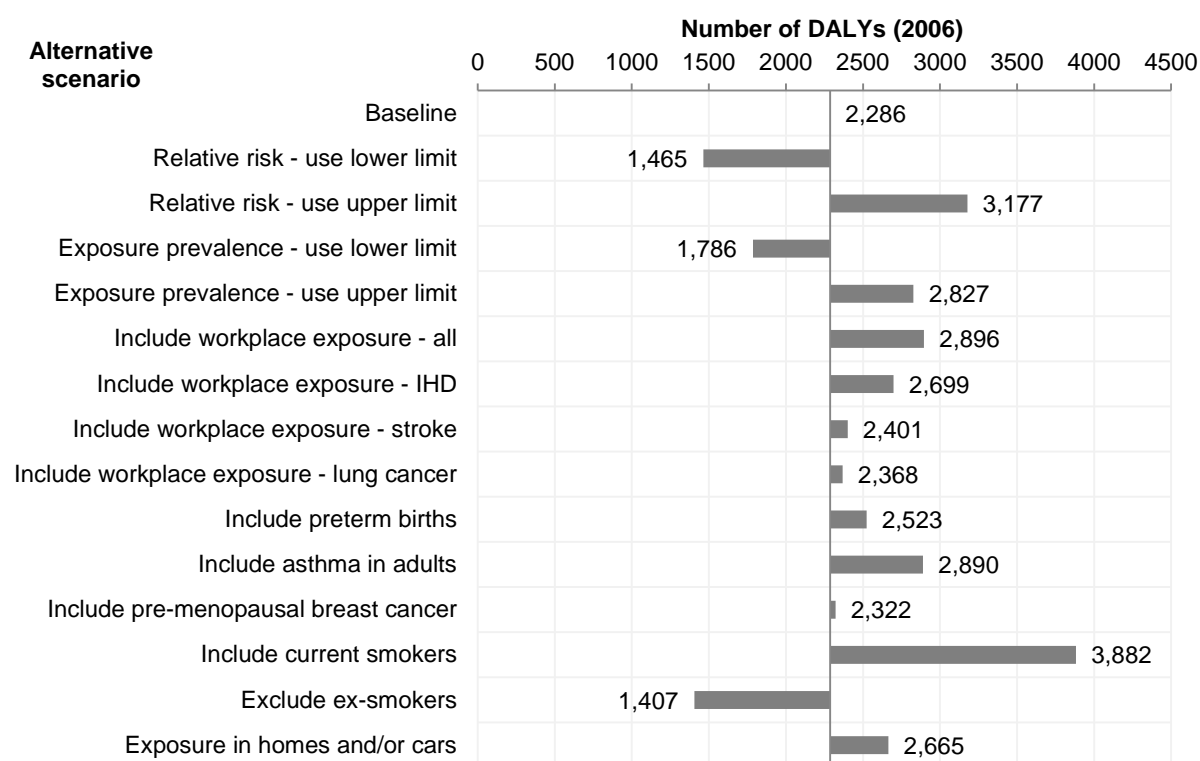 Number of DALYs (2006)
Alternative
scenario
0 500 1000 1500 2000 2500 3000 3500 4000 4500
Baseline 2,286
Relative risk - use lower limit 1,465
Relative risk - use upper limit 3,177
Exposure prevalence - use lower limit 1,786
Exposure prevalence - use upper limit 2,827
Include workplace exposure - all 2,896
Include workplace exposure - IHD 2,699
Include workplace exposure - stroke 2,401
Include workplace exposure - lung cancer 2,368
Include preterm births 2,523
Include asthma in adults 2,890
Include pre-menopausal breast cancer 2,322
Include current smokers 3,882
Exclude ex-smokers 1,407
Exposure in homes and/or cars 2,665